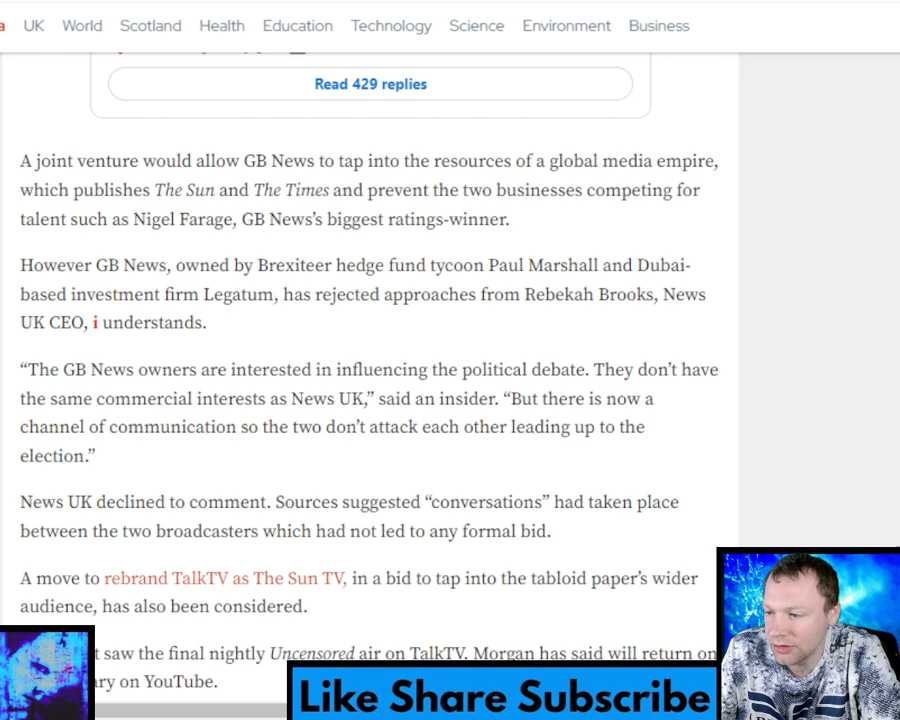 UK World Scotland Health Education Technology Science Environment Business
Read 429 replies
A joint venture would allow GB News to tap into the resources of a global media empire,
which publishes The Sun and The Times and prevent the two businesses competing for
talent such as Nigel Farage, GB News’s biggest ratings-winner.
However GB News, owned by Brexiteer hedge fund tycoon Paul Marshall and Dubai-
based investment firm Legatum, has rejected approaches from Rebekah Brooks, News
UK CEO, i understands.
“The GB News owners are interested in influencing the political debate. They don’t have
the same commercial interests as News UK,” said an insider. “But there is now a
channel of communication so the two don’t attack each other leading up to the
election.”
News UK declined to comment. Sources suggested “conversations” had taken place
between the two broadcasters which had not led to any formal bid.
A move to rebrand TalkTV as The Sun TV, in a bid to tap into the tabloid paper’s wider
audience, has also been considered.
saw the final nightly Uncensored air on TalkTV. Morgan has said will return on
on YouTube.
Like Share Subscribe